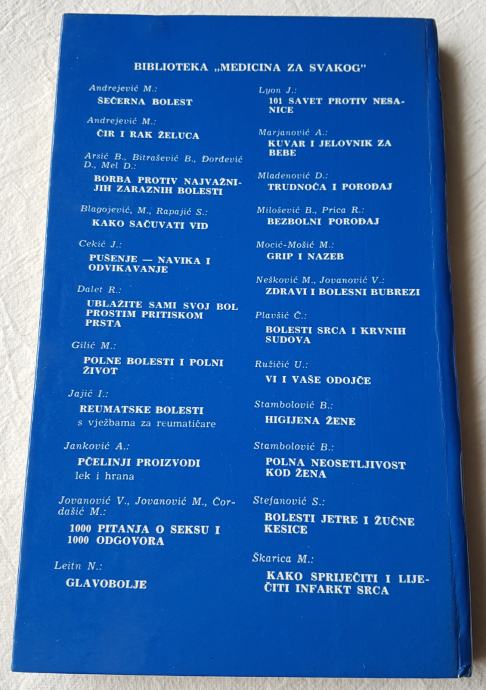 BIBLIOTEKA „MEDICINA ZA SVAKOG"
Andrejević M.:
ŠEĆERNA BOLEST
Andrejević M.:
ČIR I RAK ŽELUCA
Arsić B., Bitrašević B., Đorđević
D., Mel D.:
BORBA PROTIV NAJVAŽNI-
JIH ZARAZNIH BOLESTI
Blagojević, M., Rapajić S.:
KAKO SAČUVATI VID
Cekić J.:
PUŠENJE — NAVIKA I
ODVIKAVANJE
Dalet R.:
UBLAŽITE SAMI SVOJ BOL
PROSTIM PRITISKOM
PRSTA
Gilić M.:
POLNE BOLESTI I POLNI
ŽIVOT
Jajić I.:
REUMATSKE BOLESTI
s vježbama za reumatičare
Janković A.:
PČELINJI PROIZVODI
lek i hrana
Jovanović V., Jovanović M., Čor-
dašić M.:
1000 PITANJA O SEKSU I
1000 ODGOVORA
Leitn N.:
GLAVOBOLJE
Lyon J.:
101 SAVET PROTIV NESA-
NICE
Marjanović A.:
KUVAR I JELOVNIK ZA
BEBE
Mladenović D.:
TRUDNOĆA I POROĐAJ
Milošević B., Prica R.:
BEZBOLNI POROĐAJ
Mocić-Mošić M.:
GRIP I NAZEB
Nešković M., Jovanović V.:
ZDRAVI I BOLESNI BUBREZI
Plavšić Č.:
BOLESTI SRCA I KRVNIH
SUDOVA
Ružičić U.:
VI I VAŠE ODOJČE
Stambolović B.:
HIGIJENA ŽENE
Stambolović B.:
POLNA NEOSETLJIVOST
KOD ŽENA
Stefanović S.:
BOLESTI JETRE I ŽUČNE
KESICE
Škarica M.:
KAKO SPRIJEČITI I LIJE-
ČITI INFARKT SRCA